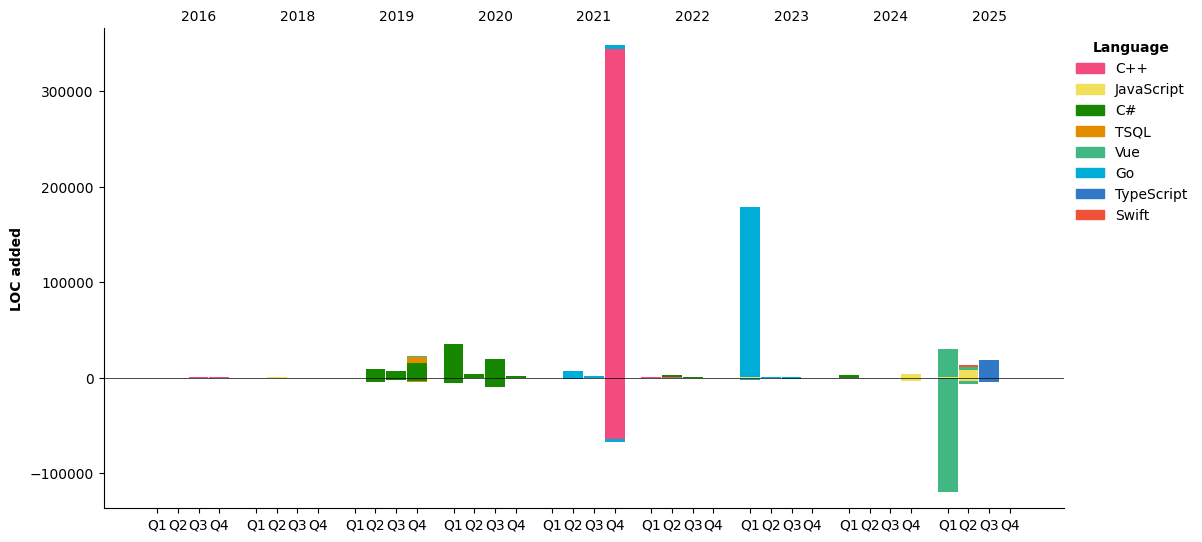 2016 2018 2019 2020 2021 2022 2023 2024 2025
Language
C++
JavaScript
C#
TSQL
Vue
Go
TypeScript
Swift
LOC added
300000
200000
100000
0
−100000
Q1 Q2 Q3 Q4 Q1 Q2 Q3 Q4 Q1 Q2 Q3 Q4 Q1 Q2 Q3 Q4 Q1 Q2 Q3 Q4 Q1 Q2 Q3 Q4 Q1 Q2 Q3 Q4 Q1 Q2 Q3 Q4 Q1 Q2 Q3 Q4